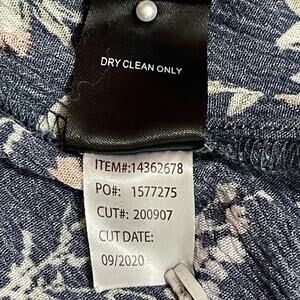 DRY CLEAN ONLY
ITEM#:14362678
PO#: 1577275
CUT#: 200907
CUT DATE:
09/2020